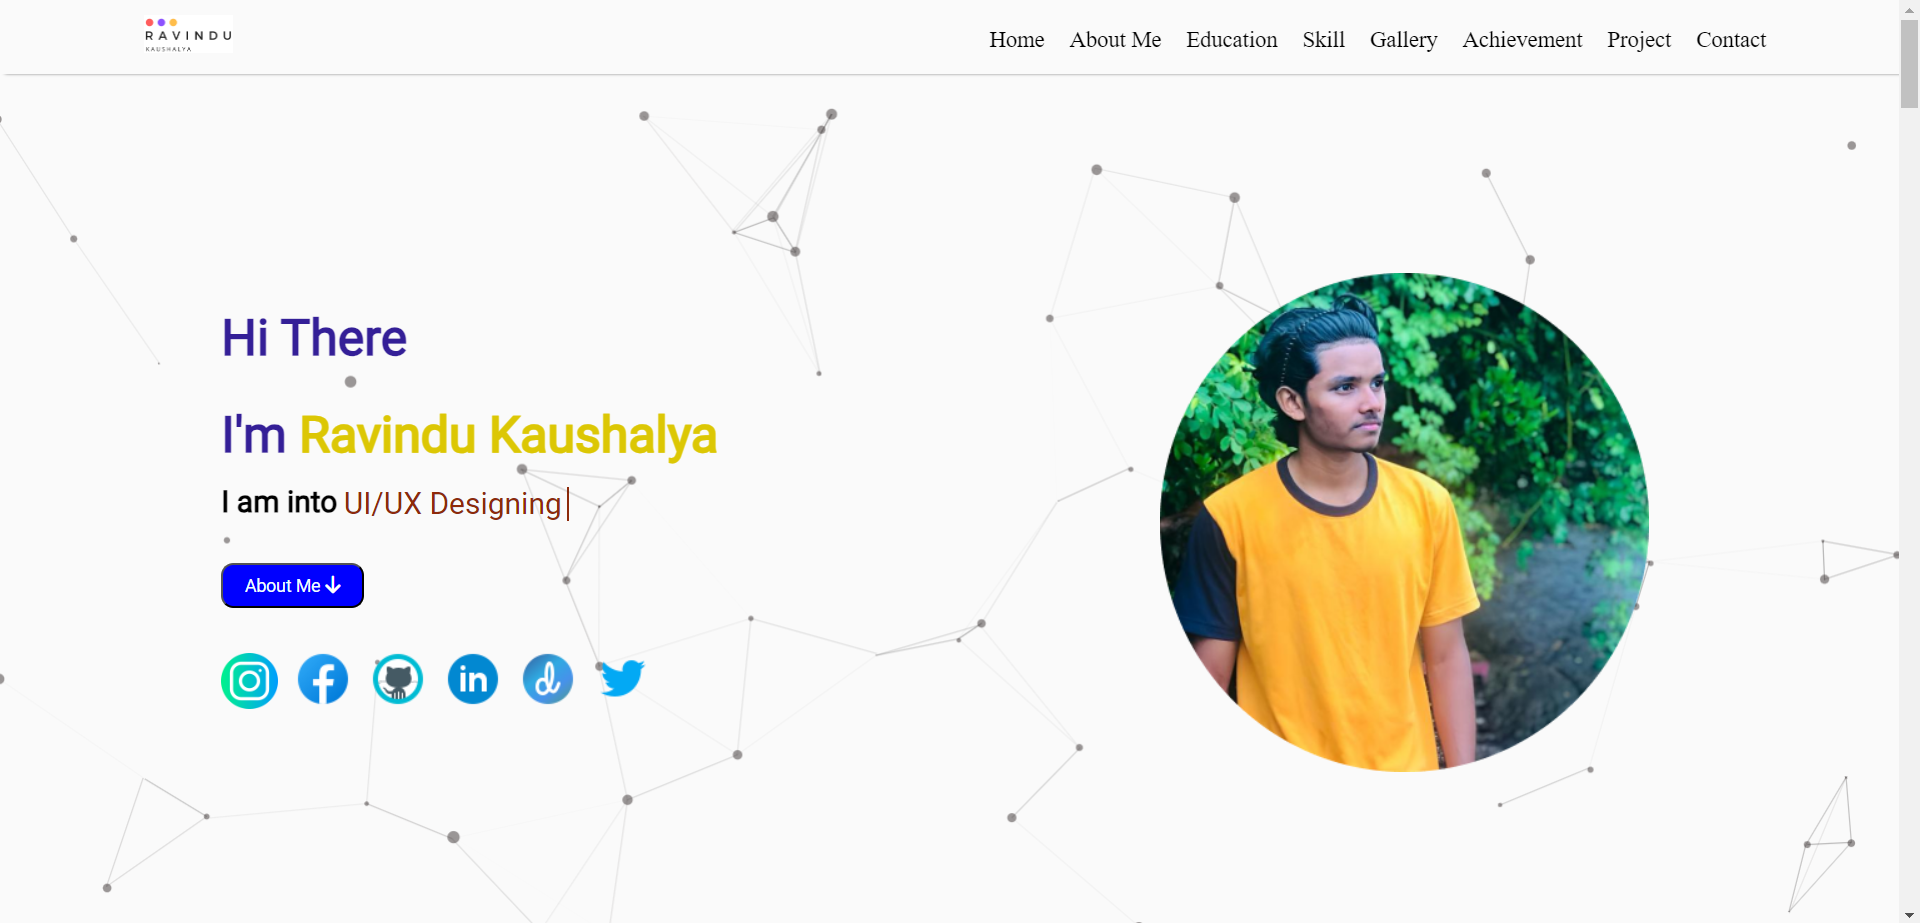 RAVINDU
KAUSHALYA
Home About Me Education Skill Gallery Achievement Project Contact
Hi There
I'm Ravindu Kaushalya
I am into UI/UX Designing
About Me